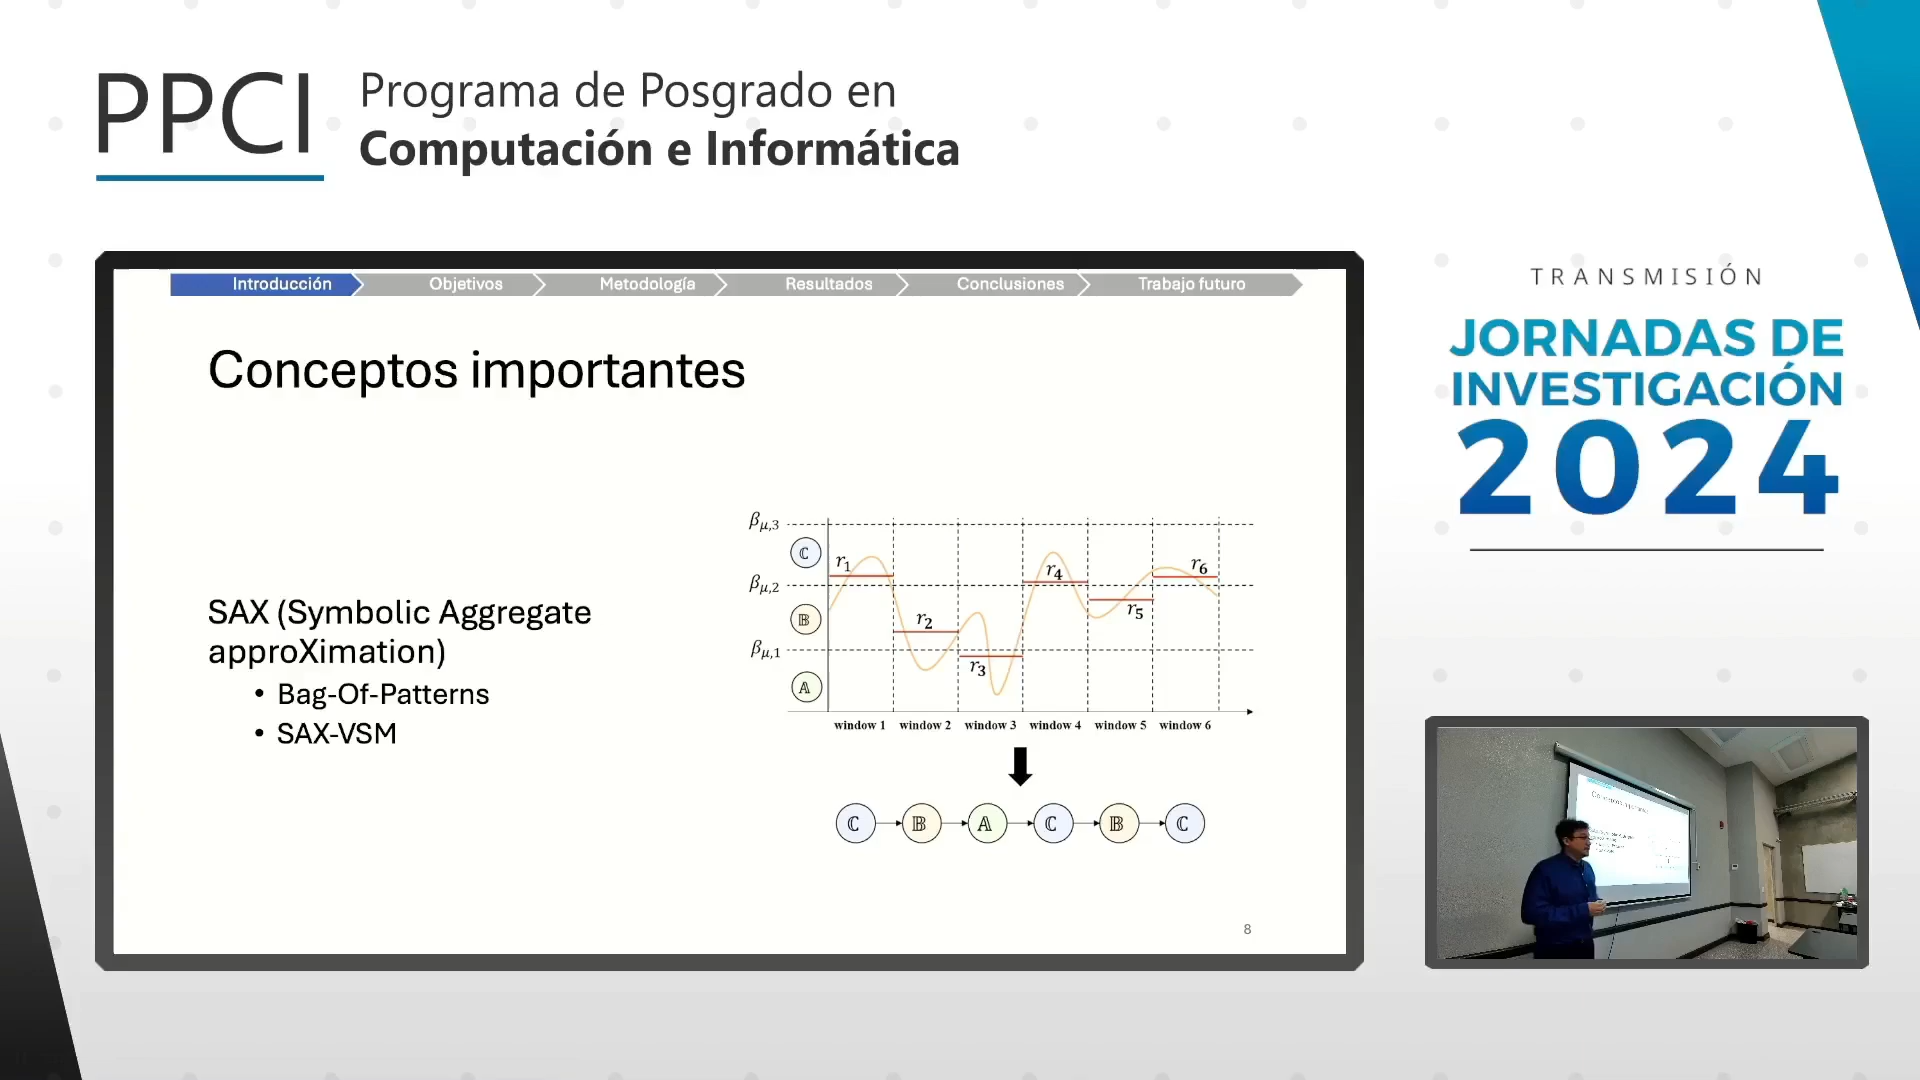 PPCI
Programa de Posgrado en
Computación e Informática
Introducción
Objetivos
Metodología
Resultados
Conclusiones
Trabajo futuro
Conceptos importantes
SAX (Symbolic Aggregate
approXimation)
• Bag-Of-Patterns
• SAX-VSM
βμ,3
ℂ
βμ,2
𝔹
βμ,1
𝔸
r1
r2
r3
r4
r5
r6
window 1 window 2 window 3 window 4 window 5 window 6
ℂ 𝔹 𝔸 ℂ 𝔹 ℂ
8
TRANSMISIÓN
JORNADAS DE
INVESTIGACIÓN
2024